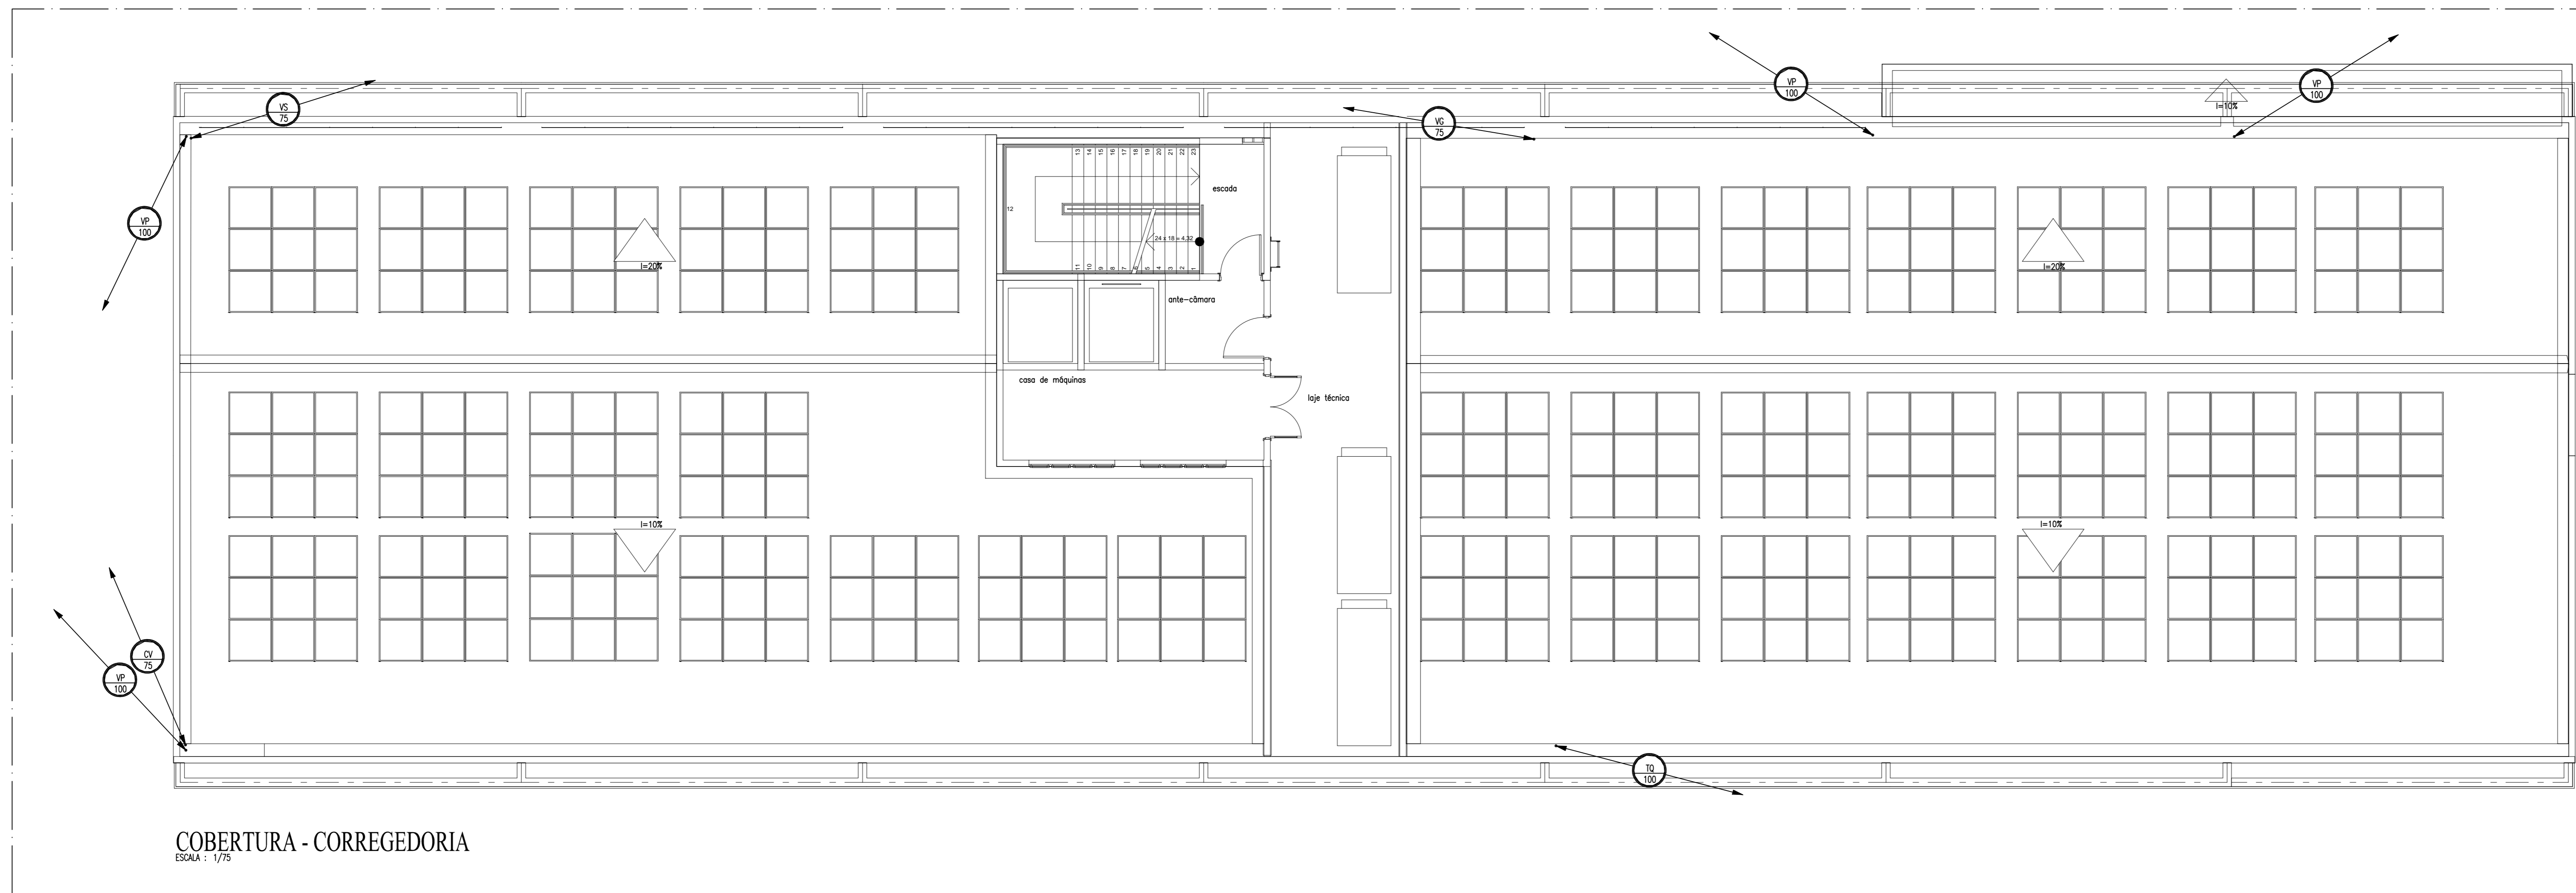 VP
100
VP
100
VS
75
VG
75
I=10%
13
14
15
16
17
18
19
20
21
22
23
escada
12
VP
100
24 x 18 = 4,32
I=20%
I=20%
11
10
9
8
7
6
5
4
3
2
1
ante-câmara
casa de máquinas
laje técnica
I=10%
I=10%
CV
75
VP
100
TQ
100
COBERTURA - CORREGEDORIA
ESCALA : 1/75